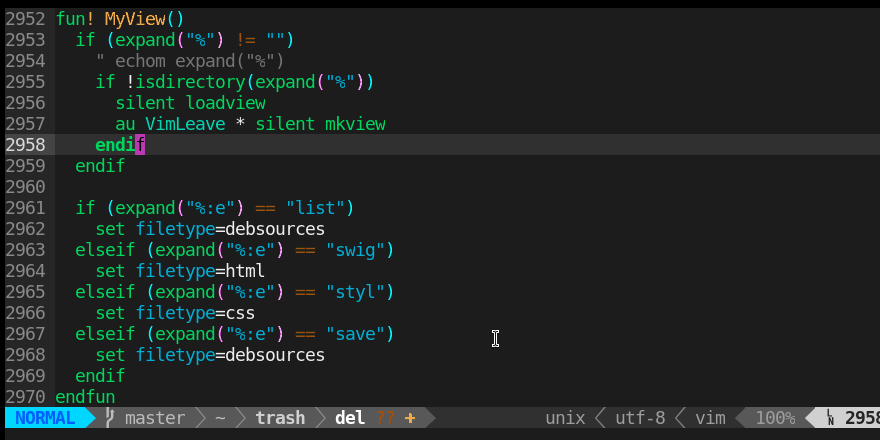 2952 fun! MyView()
2953   if (expand("%") != "")
2954     " echom expand("%")
2955     if !isdirectory(expand("%"))
2956       silent loadview
2957       au VimLeave * silent mkview
2958     endif
2959   endif
2960
2961   if (expand("%:e") == "list")
2962     set filetype=debsources
2963   elseif (expand("%:e") == "swig")
2964     set filetype=html
2965   elseif (expand("%:e") == "styl")
2966     set filetype=css
2967   elseif (expand("%:e") == "save")
2968     set filetype=debsources
2969   endif
2970 endfun
NORMAL master ~ trash del ?? + unix utf-8 vim 100% LN 2958